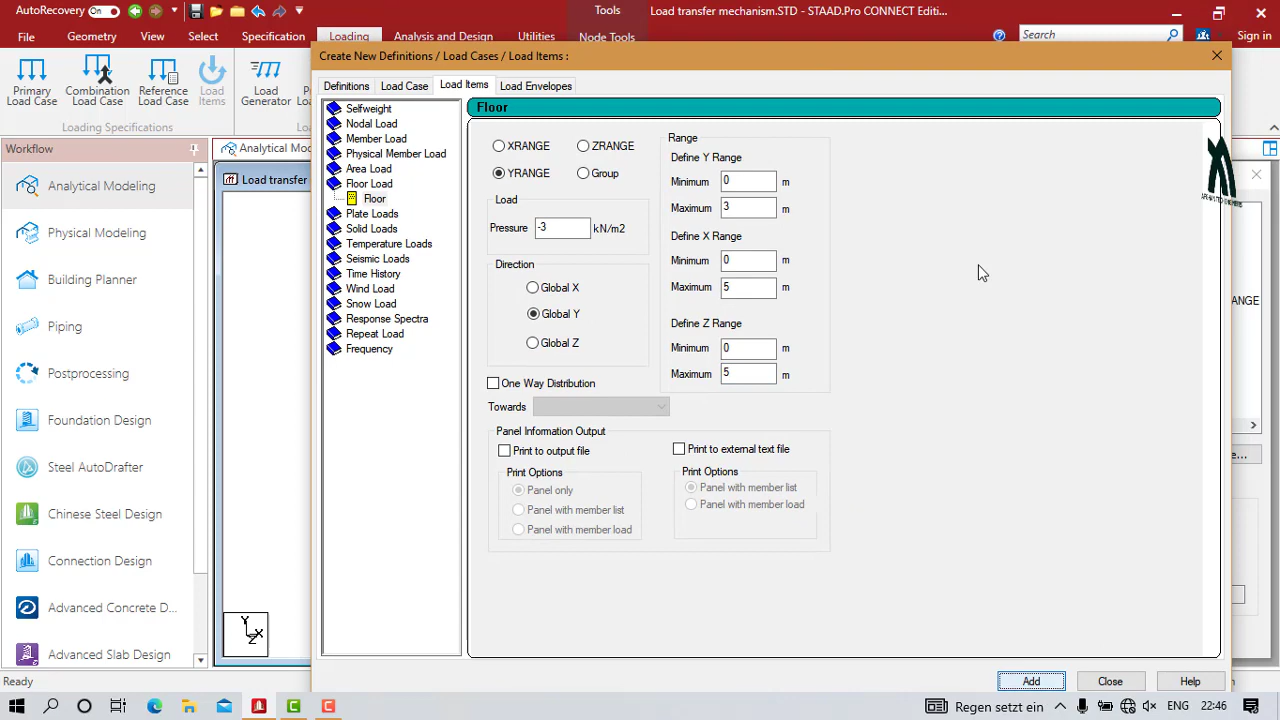 AutoRecovery On
Tools
Load transfer mechanism.STD - STAAD.Pro CONNECT Editi...
File
Geometry
View
Select
Specification
Loading
Analysis and Design
Utilities
Node Tools
Search
Sign in
Primary
Load Case
Combination
Load Case
Reference
Load Case
Load
Items
Load
Generator
Loading Specifications
Workflow
Analytical Modeling
Physical Modeling
Building Planner
Piping
Postprocessing
Foundation Design
Steel AutoDrafter
Chinese Steel Design
Connection Design
Advanced Concrete D...
Advanced Slab Design
Ready
Analytical Mo
Load transfer
Y
X
Z
Create New Definitions / Load Cases / Load Items :
Definitions
Load Case
Load Items
Load Envelopes
Selfweight
Nodal Load
Member Load
Physical Member Load
Area Load
Floor Load
Floor
Plate Loads
Solid Loads
Temperature Loads
Seismic Loads
Time History
Wind Load
Snow Load
Response Spectra
Repeat Load
Frequency
Floor
XRANGE
ZRANGE
YRANGE
Group
Load
Pressure -3 kN/m2
Direction
Global X
Global Y
Global Z
One Way Distribution
Towards
Range
Define Y Range
Minimum 0 m
Maximum 3 m
Define X Range
Minimum 0 m
Maximum 5 m
Define Z Range
Minimum 0 m
Maximum 5 m
Panel Information Output
Print to output file
Print Options
Panel only
Panel with member list
Panel with member load
Print to external text file
Print Options
Panel with member list
Panel with member load
Add
Close
Help
ANGE
e...
Regen setzt ein
ENG
22:46